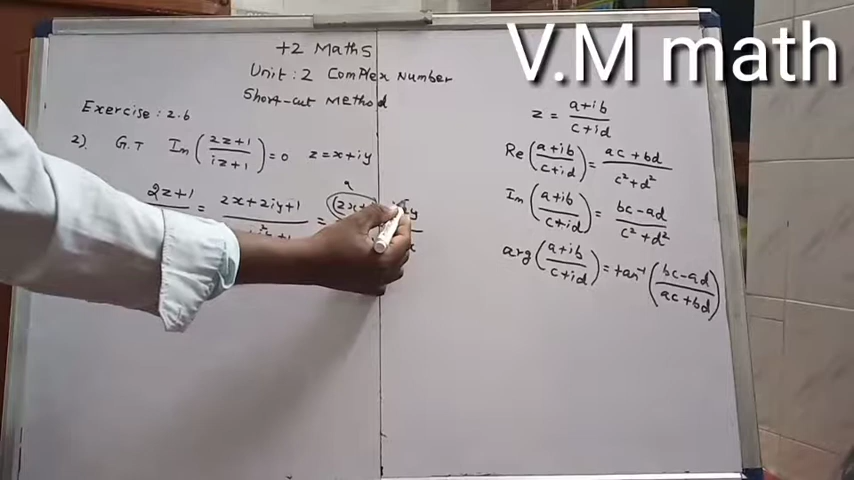 V.M maths
+2 Maths
Unit : 2 Complex Number
Short-cut Method
Exercise : 2.6
2) G.T Im(2z+1/iz+1) = 0 z=x+iy
2z+1 = 2x+2iy+1 =
z = a+ib/c+id
Re(a+ib/c+id) = ac+bd/c²+d²
Im(a+ib/c+id) = bc-ad/c²+d²
arg(a+ib/c+id) = tan⁻¹(bc-ad/ac+bd)